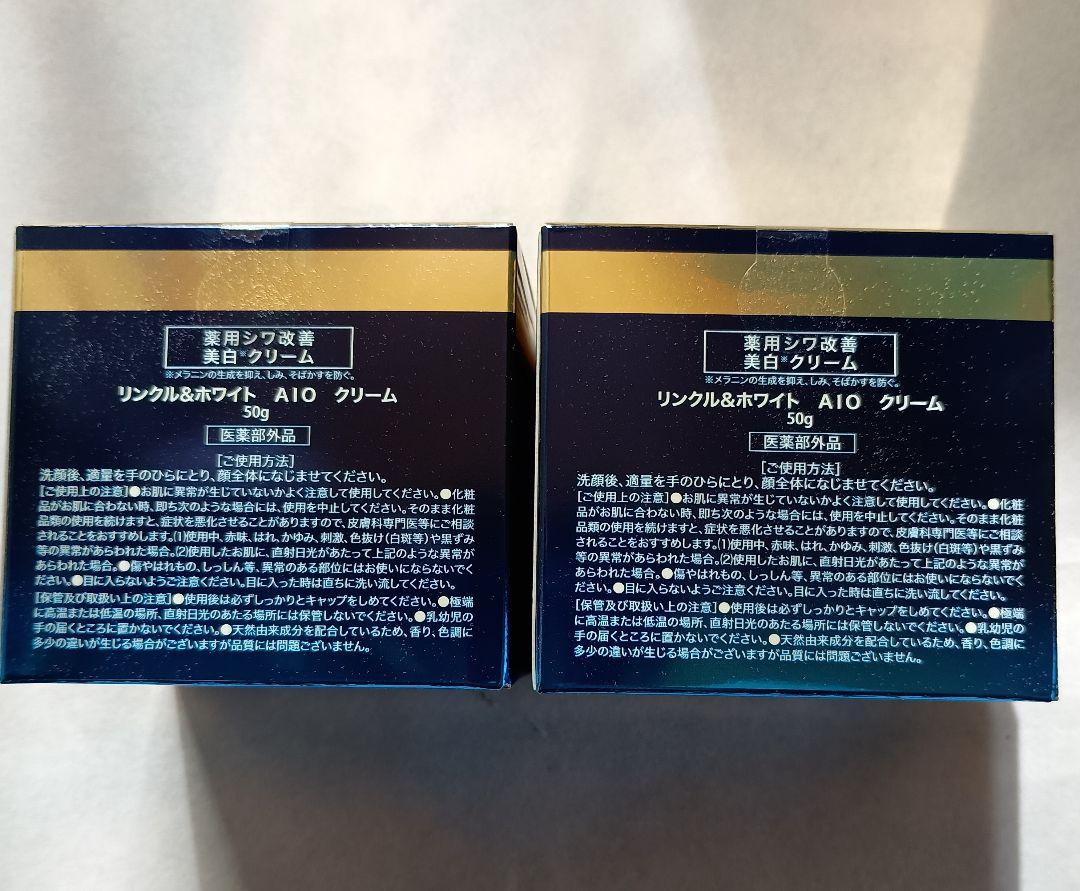 薬用シワ改善
美白※クリーム
※メラニンの生成を抑え、しみ、そばかすを防ぐ。
リンクル&ホワイト AIO クリーム
50g
医薬部外品
[ご使用方法]
洗顔後、適量を手のひらにとり、顔全体になじませてください。
[ご使用上の注意]●お肌に異常が生じていないかよく注意して使用してください。●化粧
品がお肌に合わない時、即ち次のような場合には、使用を中止してください。そのまま化粧
品類の使用を続けますと、症状を悪化させることがありますので、皮膚科専門医等にご相談
されることをおすすめします。(1)使用中、赤味、はれ、かゆみ、刺激、色抜け(白斑等)や黒ずみ
等の異常があらわれた場合。(2)使用したお肌に、直射日光があたって上記のような異常が
あらわれた場合。●傷やはれもの、しっしん等、異常のある部位にはお使いにならないでく
ださい。●目に入らないようご注意ください。目に入った時は直ちに洗い流してください。
[保管及び取扱い上の注意]●使用後は必ずしっかりとキャップをしめてください。●極端
に高温または低温の場所、直射日光のあたる場所には保管しないでください。●乳幼児の
手の届くところに置かないでください。●天然由来成分を配合しているため、香り、色調に
多少の違いが生じる場合がございますが品質には問題ございません。
薬用シワ改善
美白※クリーム
※メラニンの生成を抑え、しみ、そばかすを防ぐ。
リンクル&ホワイト AIO クリーム
50g
医薬部外品
[ご使用方法]
洗顔後、適量を手のひらにとり、顔全体になじませてください。
[ご使用上の注意]●お肌に異常が生じていないかよく注意して使用してください。●化粧
品がお肌に合わない時、即ち次のような場合には、使用を中止してください。そのまま化粧
品類の使用を続けますと、症状を悪化させることがありますので、皮膚科専門医等にご相談
されることをおすすめします。(1)使用中、赤味、はれ、かゆみ、刺激、色抜け(白斑等)や黒ずみ
等の異常があらわれた場合。(2)使用したお肌に、直射日光があたって上記のような異常が
あらわれた場合。●傷やはれもの、しっしん等、異常のある部位にはお使いにならないでく
ださい。●目に入らないようご注意ください。目に入った時は直ちに洗い流してください。
[保管及び取扱い上の注意]●使用後は必ずしっかりとキャップをしめてください。●極端
に高温または低温の場所、直射日光のあたる場所には保管しないでください。●乳幼児の
手の届くところに置かないでください。●天然由来成分を配合しているため、香り、色調に
多少の違いが生じる場合がございますが品質には問題ございません。